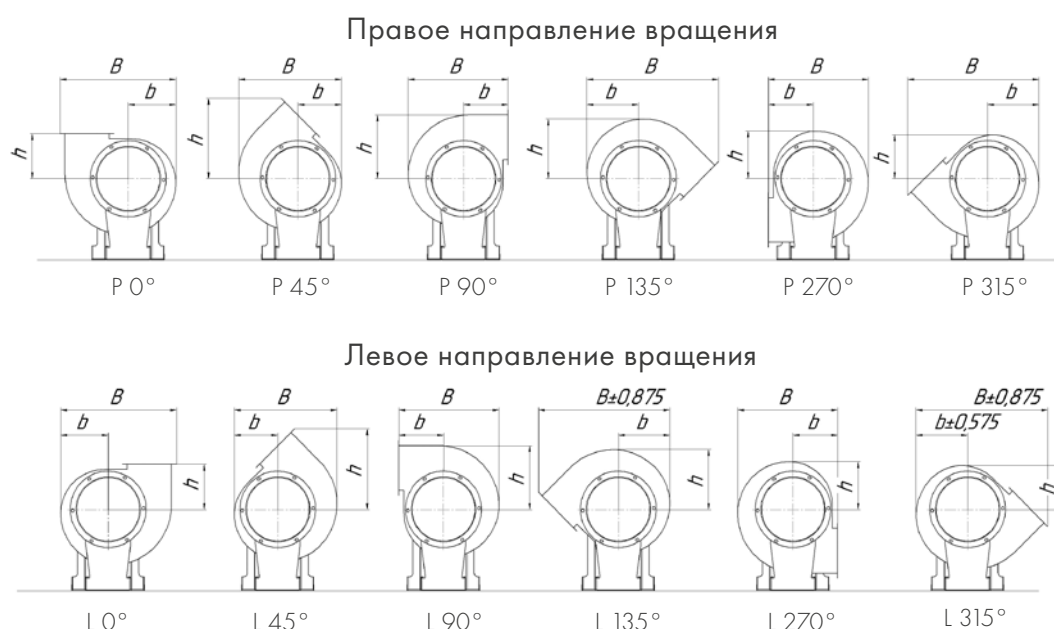 Правое направление вращения
B B B B B B
b b b b b b
h h h h h h
P 0° P 45° P 90° P 135° P 270° P 315°
Левое направление вращения
B B B B±0,875 B B±0,875
b b b b b b±0,575
h h h h h h
L 0° L 45° L 90° L 135° L 270° L 315°